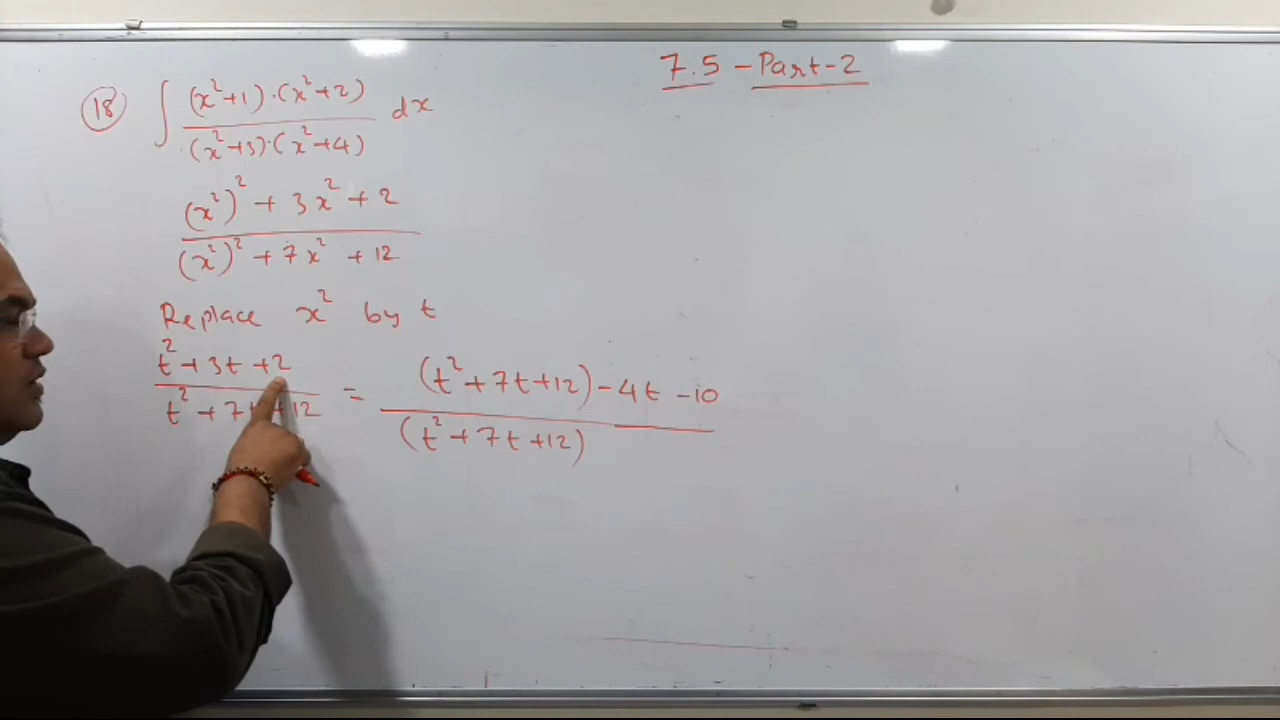 7.5 - Part-2
(18) ∫ (x²+1)·(x²+2) / (x²+3)·(x²+4) dx
(x²)² + 3x² + 2
(x²)² + 7x² + 12
Replace x² by t
t² + 3t + 2 / t² + 7t + 12 = (t² + 7t + 12) - 4t - 10 / (t² + 7t + 12)